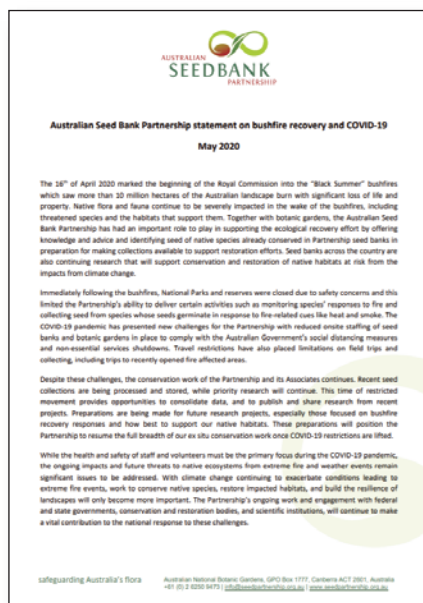 AUSTRALIAN
SEEDBANK
PARTNERSHIP
Australian Seed Bank Partnership statement on bushfire recovery and COVID-19
May 2020
The 16th of April 2020 marked the beginning of the Royal Commission into the "Black Summer" bushfires
which saw more than 10 million hectares of the Australian landscape burn with significant loss of life and
property. Native flora and fauna continue to be severely impacted in the wake of the bushfires, including
threatened species and the habitats that support them. Together with botanic gardens, the Australian Seed
Bank Partnership has had an important role to play in supporting the ecological recovery effort by offering
knowledge and advice and identifying seed of native species already conserved in Partnership seed banks in
preparation for making collections available to support restoration efforts. Seed banks across the country
are also continuing research that will support conservation and restoration of native habitats at risk from the
impacts from climate change.
Immediately following the bushfires, National Parks and reserves were closed due to safety concerns and this
limited the Partnership's ability to deliver certain activities such as monitoring species' responses to fire and
collecting seed from species whose seeds germinate in response to fire-related cues like heat and smoke. The
COVID-19 pandemic has presented new challenges for the Partnership with reduced onsite staffing of seed
banks and botanic gardens in place to comply with the Australian Government's social distancing measures
and non-essential services shutdowns. Travel restrictions have also placed limitations on field trips and
collecting, including trips to recently opened fire affected areas.
Despite these challenges, the conservation work of the Partnership and its Associates continues. Recent seed
collections are being processed and stored, while priority research will continue. This time of restricted
movement provides opportunities to consolidate data, and to publish and share research from recent
projects. Preparations are being made for future research projects, especially those focused on bushfire
recovery responses and how best to support our native habitats. These preparations will position the
Partnership to resume the full breadth of our ex situ conservation work once COVID-19 restrictions are lifted.
While the health and safety of staff and volunteers must be the primary focus during the COVID-19 pandemic,
the ongoing impacts and future threats to native ecosystems from extreme fire and weather events remain
significant issues to be addressed. With climate change continuing to exacerbate conditions leading to
extreme fire events, work to conserve native species, restore impacted habitats, and build the resilience of
landscapes will only become more important. The Partnership's ongoing work and engagement with federal
and state governments, conservation and restoration bodies, and scientific institutions, will continue to make
a vital contribution to the national response to these challenges.
safeguarding Australia's flora
Australian National Botanic Gardens, GPO Box 1777, Canberra ACT 2601, Australia
+61 (0) 2 6250 9473 | info@seedpartnership.org.au | www.seedpartnership.org.au